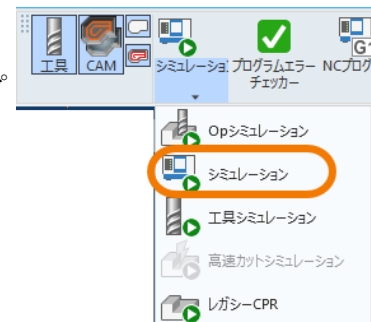 工具
CAM
シミュレーショ
プログラムエラー
チェッカー
NCプログ
G
Opシミュレーション
シミュレーション
工具シミュレーション
高速カットシミュレーション
レガシーCPR